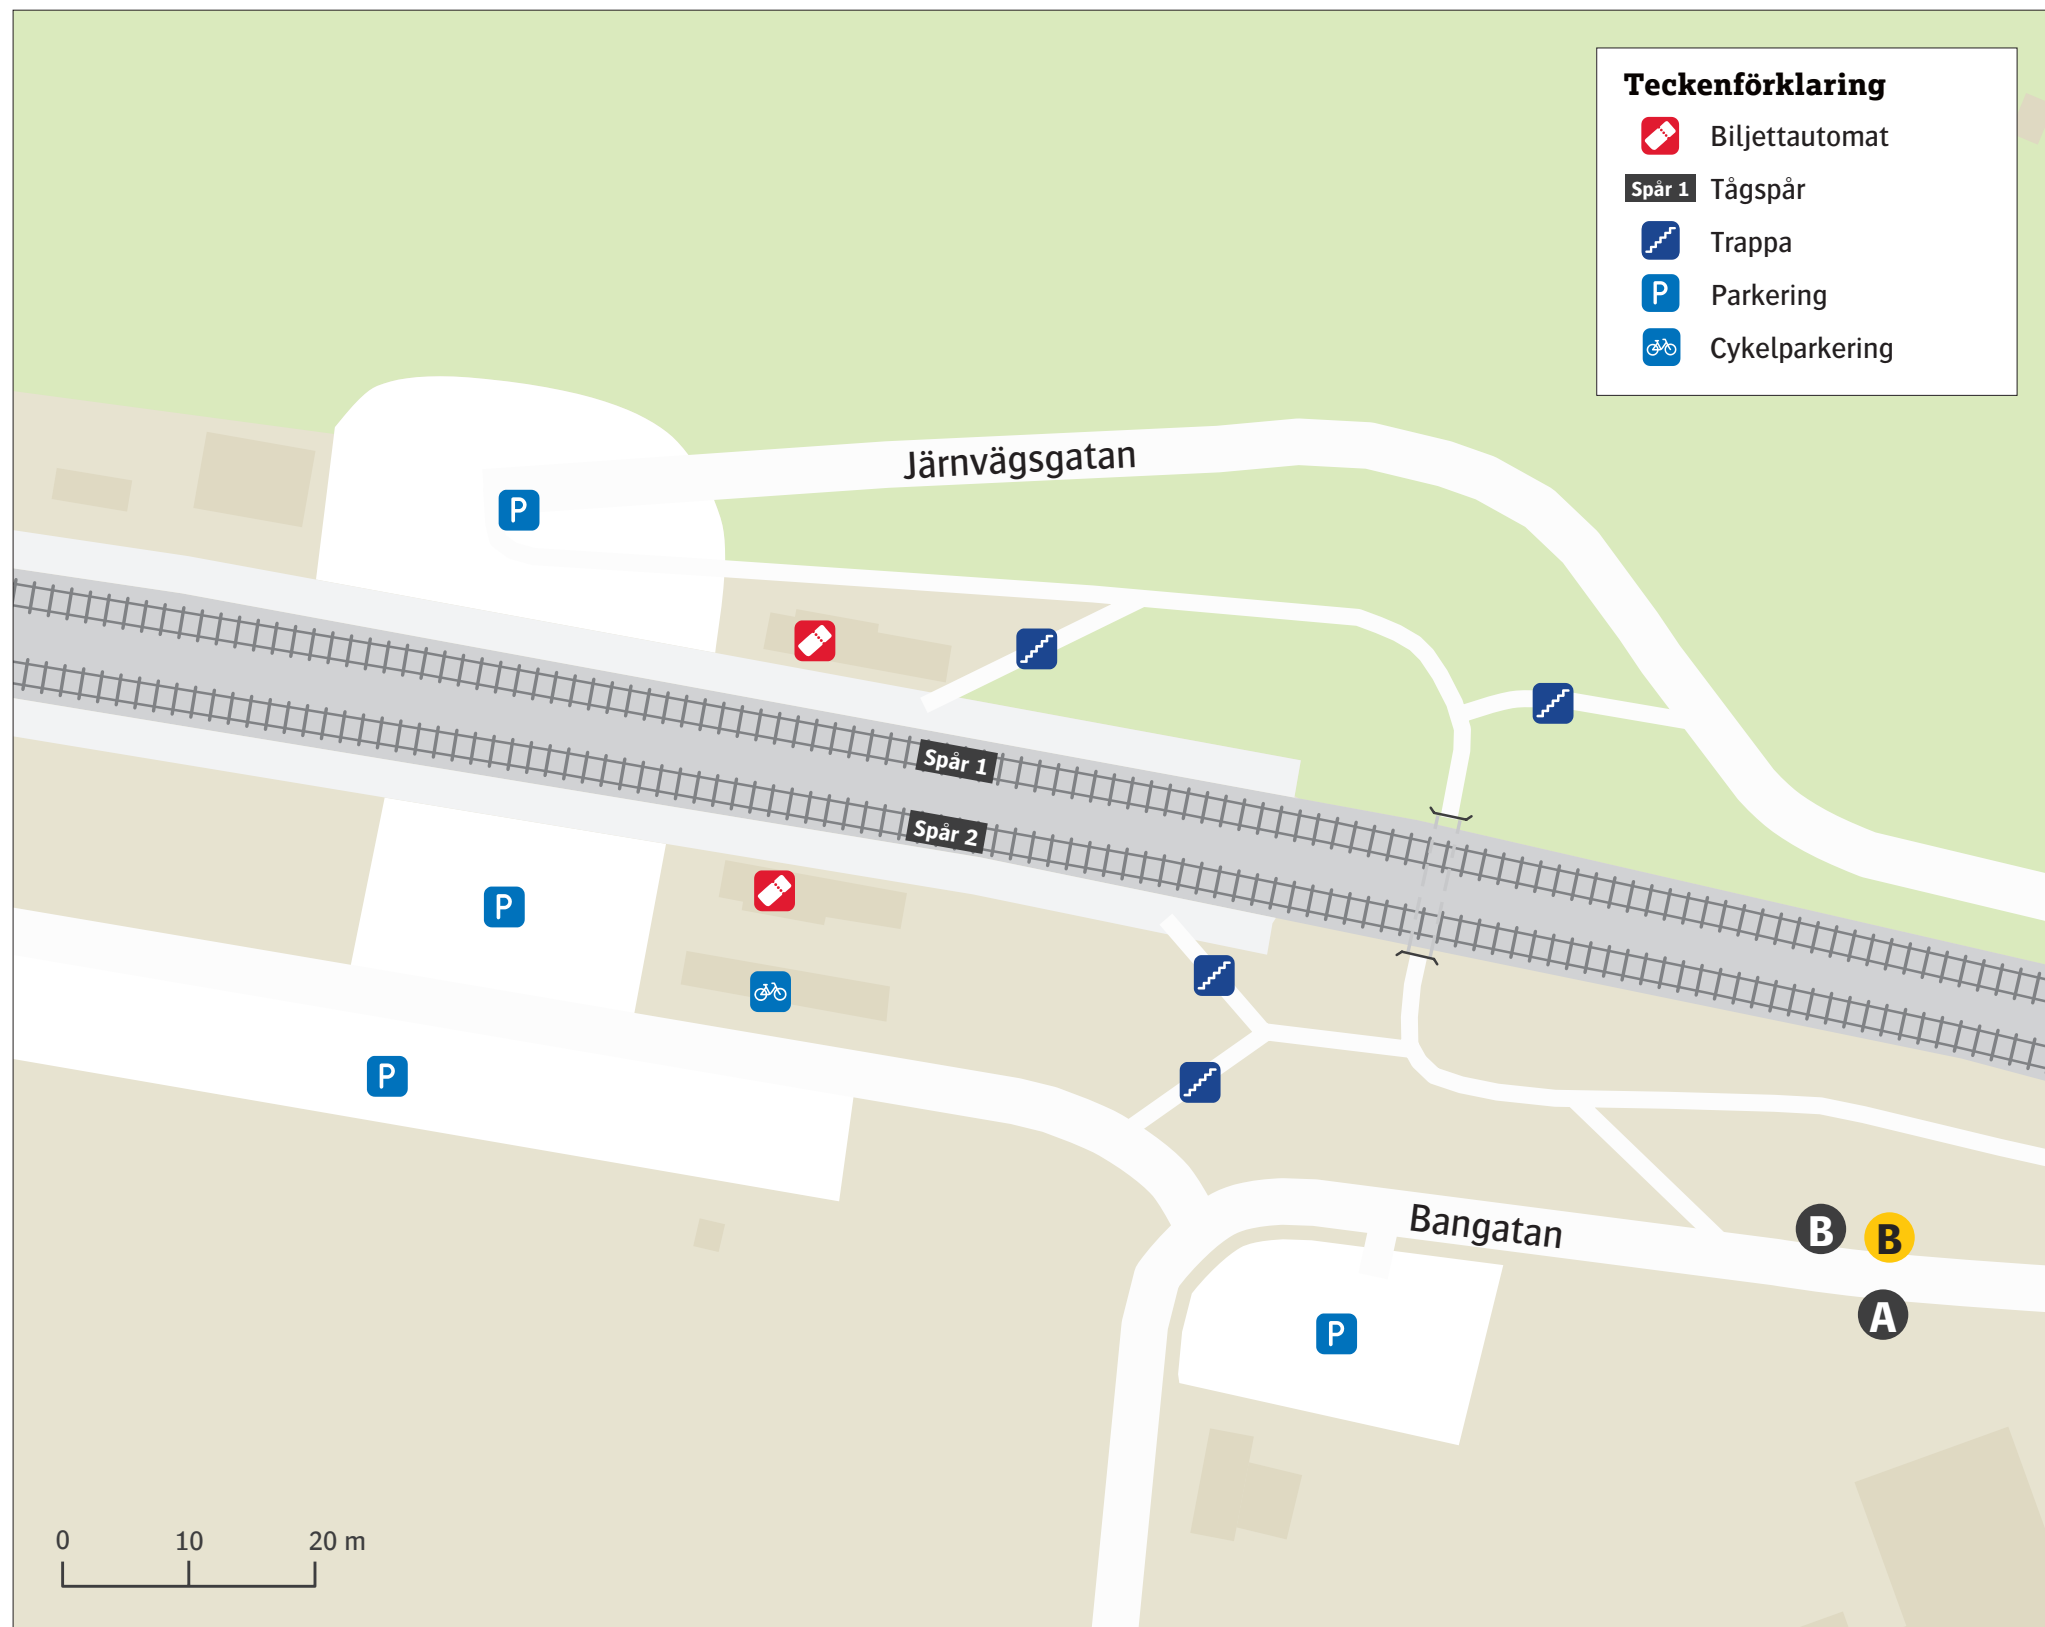 Teckenförklaring
Biljettautomat
Spår 1 Tågspår
Trappa
P Parkering
Cykelparkering
Järnvägsgatan
P
Spår 1
Spår 2
P
P
Bangatan
B B
A
P
0 10 20 m